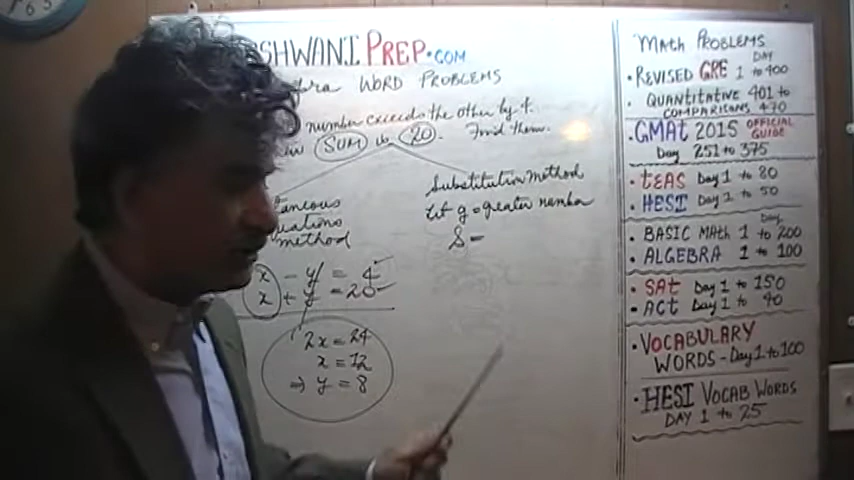 SHWANI PREP.COM
WORD PROBLEMS
number exceeds the other by 4.
SUM is 20. Find them.
Substitution method
Let g = greater number
S =
method
x - y = 4
x + y = 20
2x = 24
x = 12
⇒ y = 8
MATH PROBLEMS
DAY
• REVISED GRE 1 to 400
• QUANTITATIVE 401 to
COMPARISONS 470
• GMAT 2015 OFFICIAL GUIDE
Day 251 to 375
• TEAS Day 1 to 80
• HESI Day 1 to 50
Day
• BASIC MATH 1 to 200
• ALGEBRA 1 to 100
• SAT Day 1 to 150
• ACT Day 1 to 40
• VOCABULARY
WORDS - Day 1 to 100
• HESI VOCAB WORDS
DAY 1 to 25